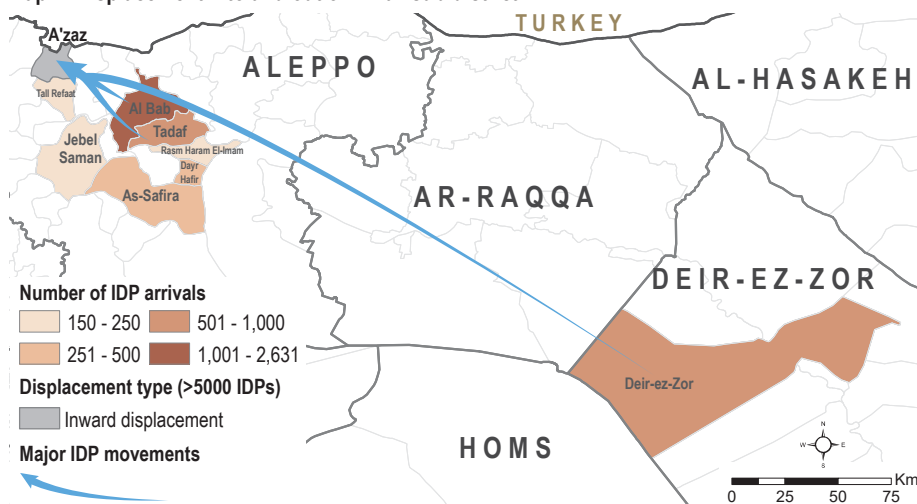 TURKEY
A'zaz
ALEPPO
AL-HASAKEH
Tall Refaat
Al Bab
Tadaf
Jebel
Saman
Rasm Haram El-Imam
Dayr
Hafir
As-Safira
AR-RAQQA
DEIR-EZ-ZOR
Deir-ez-Zor
HOMS
Number of IDP arrivals
150 - 250
501 - 1,000
251 - 500
1,001 - 2,631
Displacement type (>5000 IDPs)
Inward displacement
Major IDP movements
N
W
E
S
Km
0 25 50 75